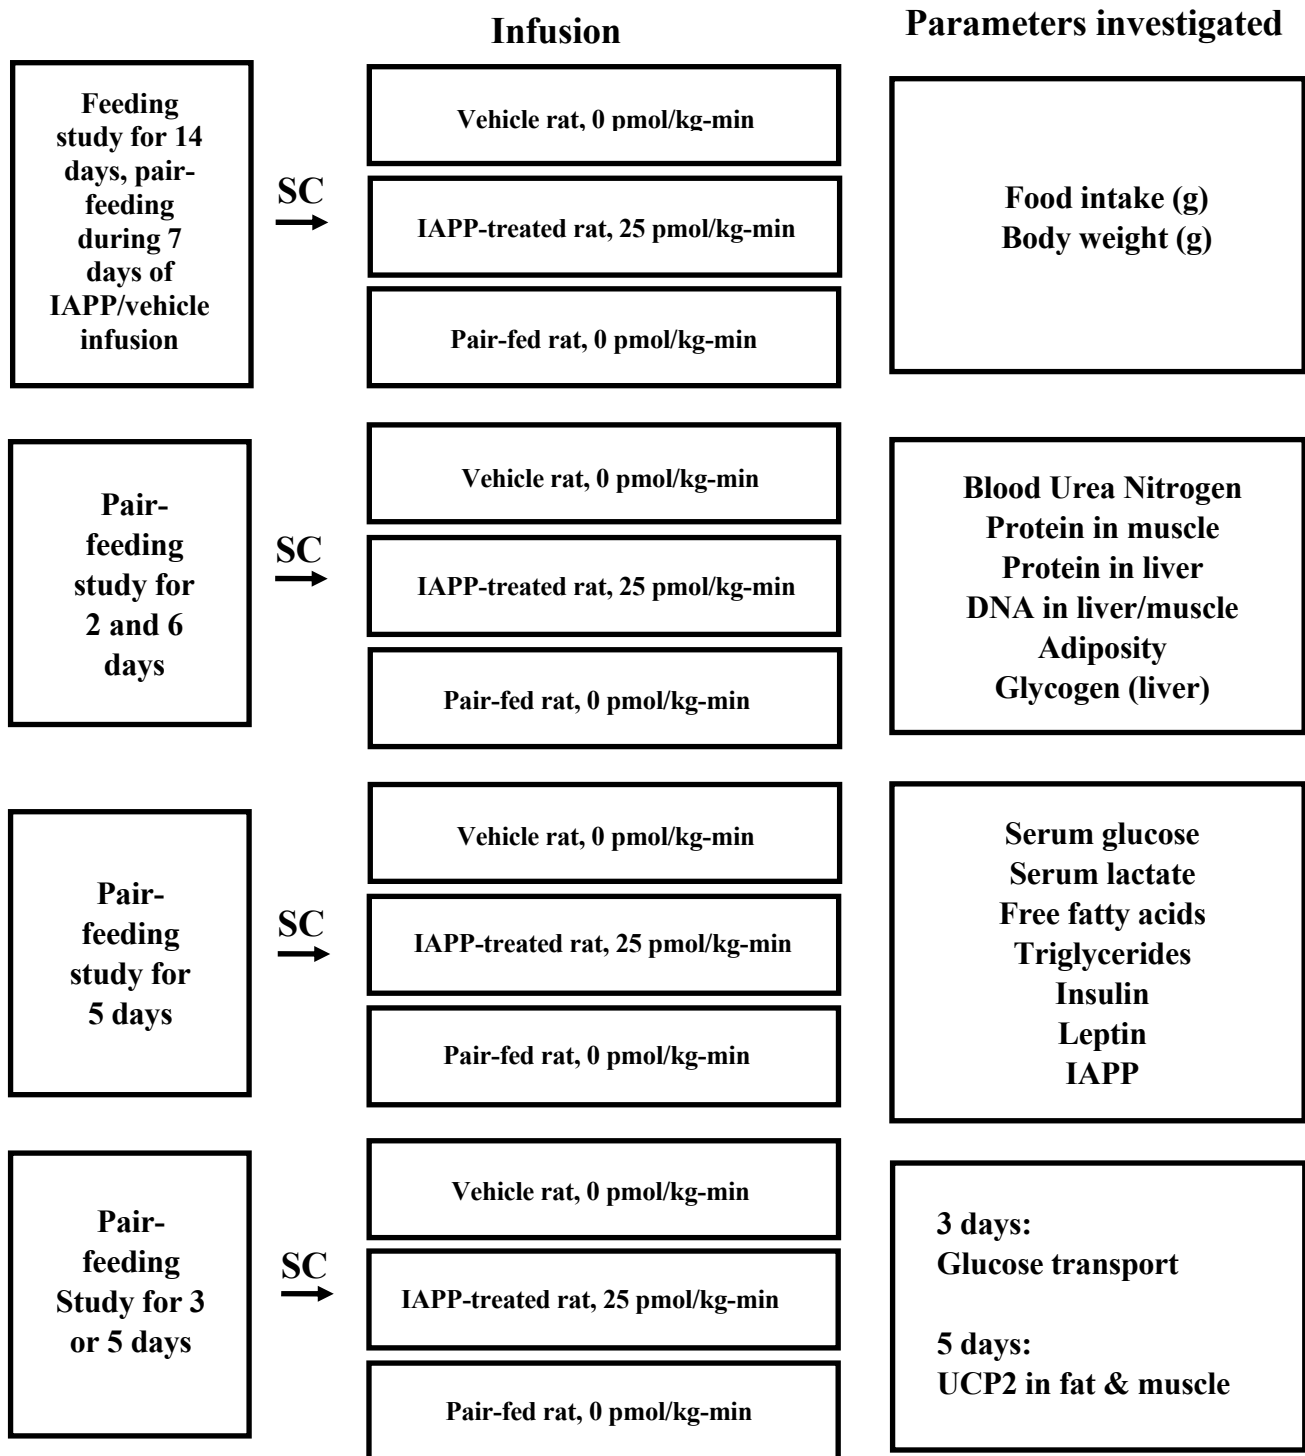 Infusion
Parameters investigated
Feeding
study for 14
days, pair-
feeding
during 7
days of
IAPP/vehicle
infusion
SC
Vehicle rat, 0 pmol/kg-min
IAPP-treated rat, 25 pmol/kg-min
Pair-fed rat, 0 pmol/kg-min
Food intake (g)
Body weight (g)
Pair-
feeding
study for
2 and 6
days
SC
Vehicle rat, 0 pmol/kg-min
IAPP-treated rat, 25 pmol/kg-min
Pair-fed rat, 0 pmol/kg-min
Blood Urea Nitrogen
Protein in muscle
Protein in liver
DNA in liver/muscle
Adiposity
Glycogen (liver)
Pair-
feeding
study for
5 days
SC
Vehicle rat, 0 pmol/kg-min
IAPP-treated rat, 25 pmol/kg-min
Pair-fed rat, 0 pmol/kg-min
Serum glucose
Serum lactate
Free fatty acids
Triglycerides
Insulin
Leptin
IAPP
Pair-
feeding
Study for 3
or 5 days
SC
Vehicle rat, 0 pmol/kg-min
IAPP-treated rat, 25 pmol/kg-min
Pair-fed rat, 0 pmol/kg-min
3 days:
Glucose transport
5 days:
UCP2 in fat & muscle